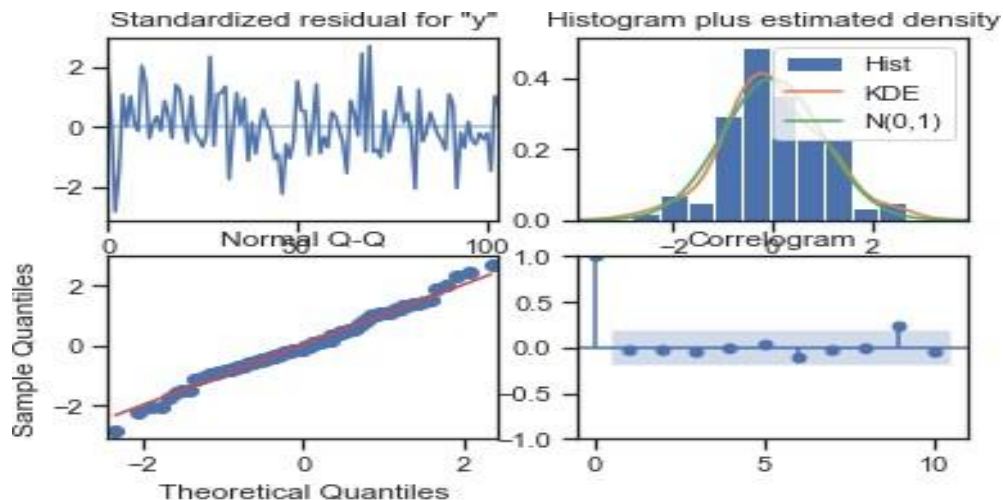 Standardized residual for "y"
Histogram plus estimated density
2
0
−2
0
50
100
0.4
0.2
0.0
−2
0
2
Hist
KDE
N(0,1)
Normal Q-Q
Correlogram
Sample Quantiles
2
0
−2
−2
0
2
Theoretical Quantiles
1.0
0.5
0.0
−0.5
−1.0
0
5
10